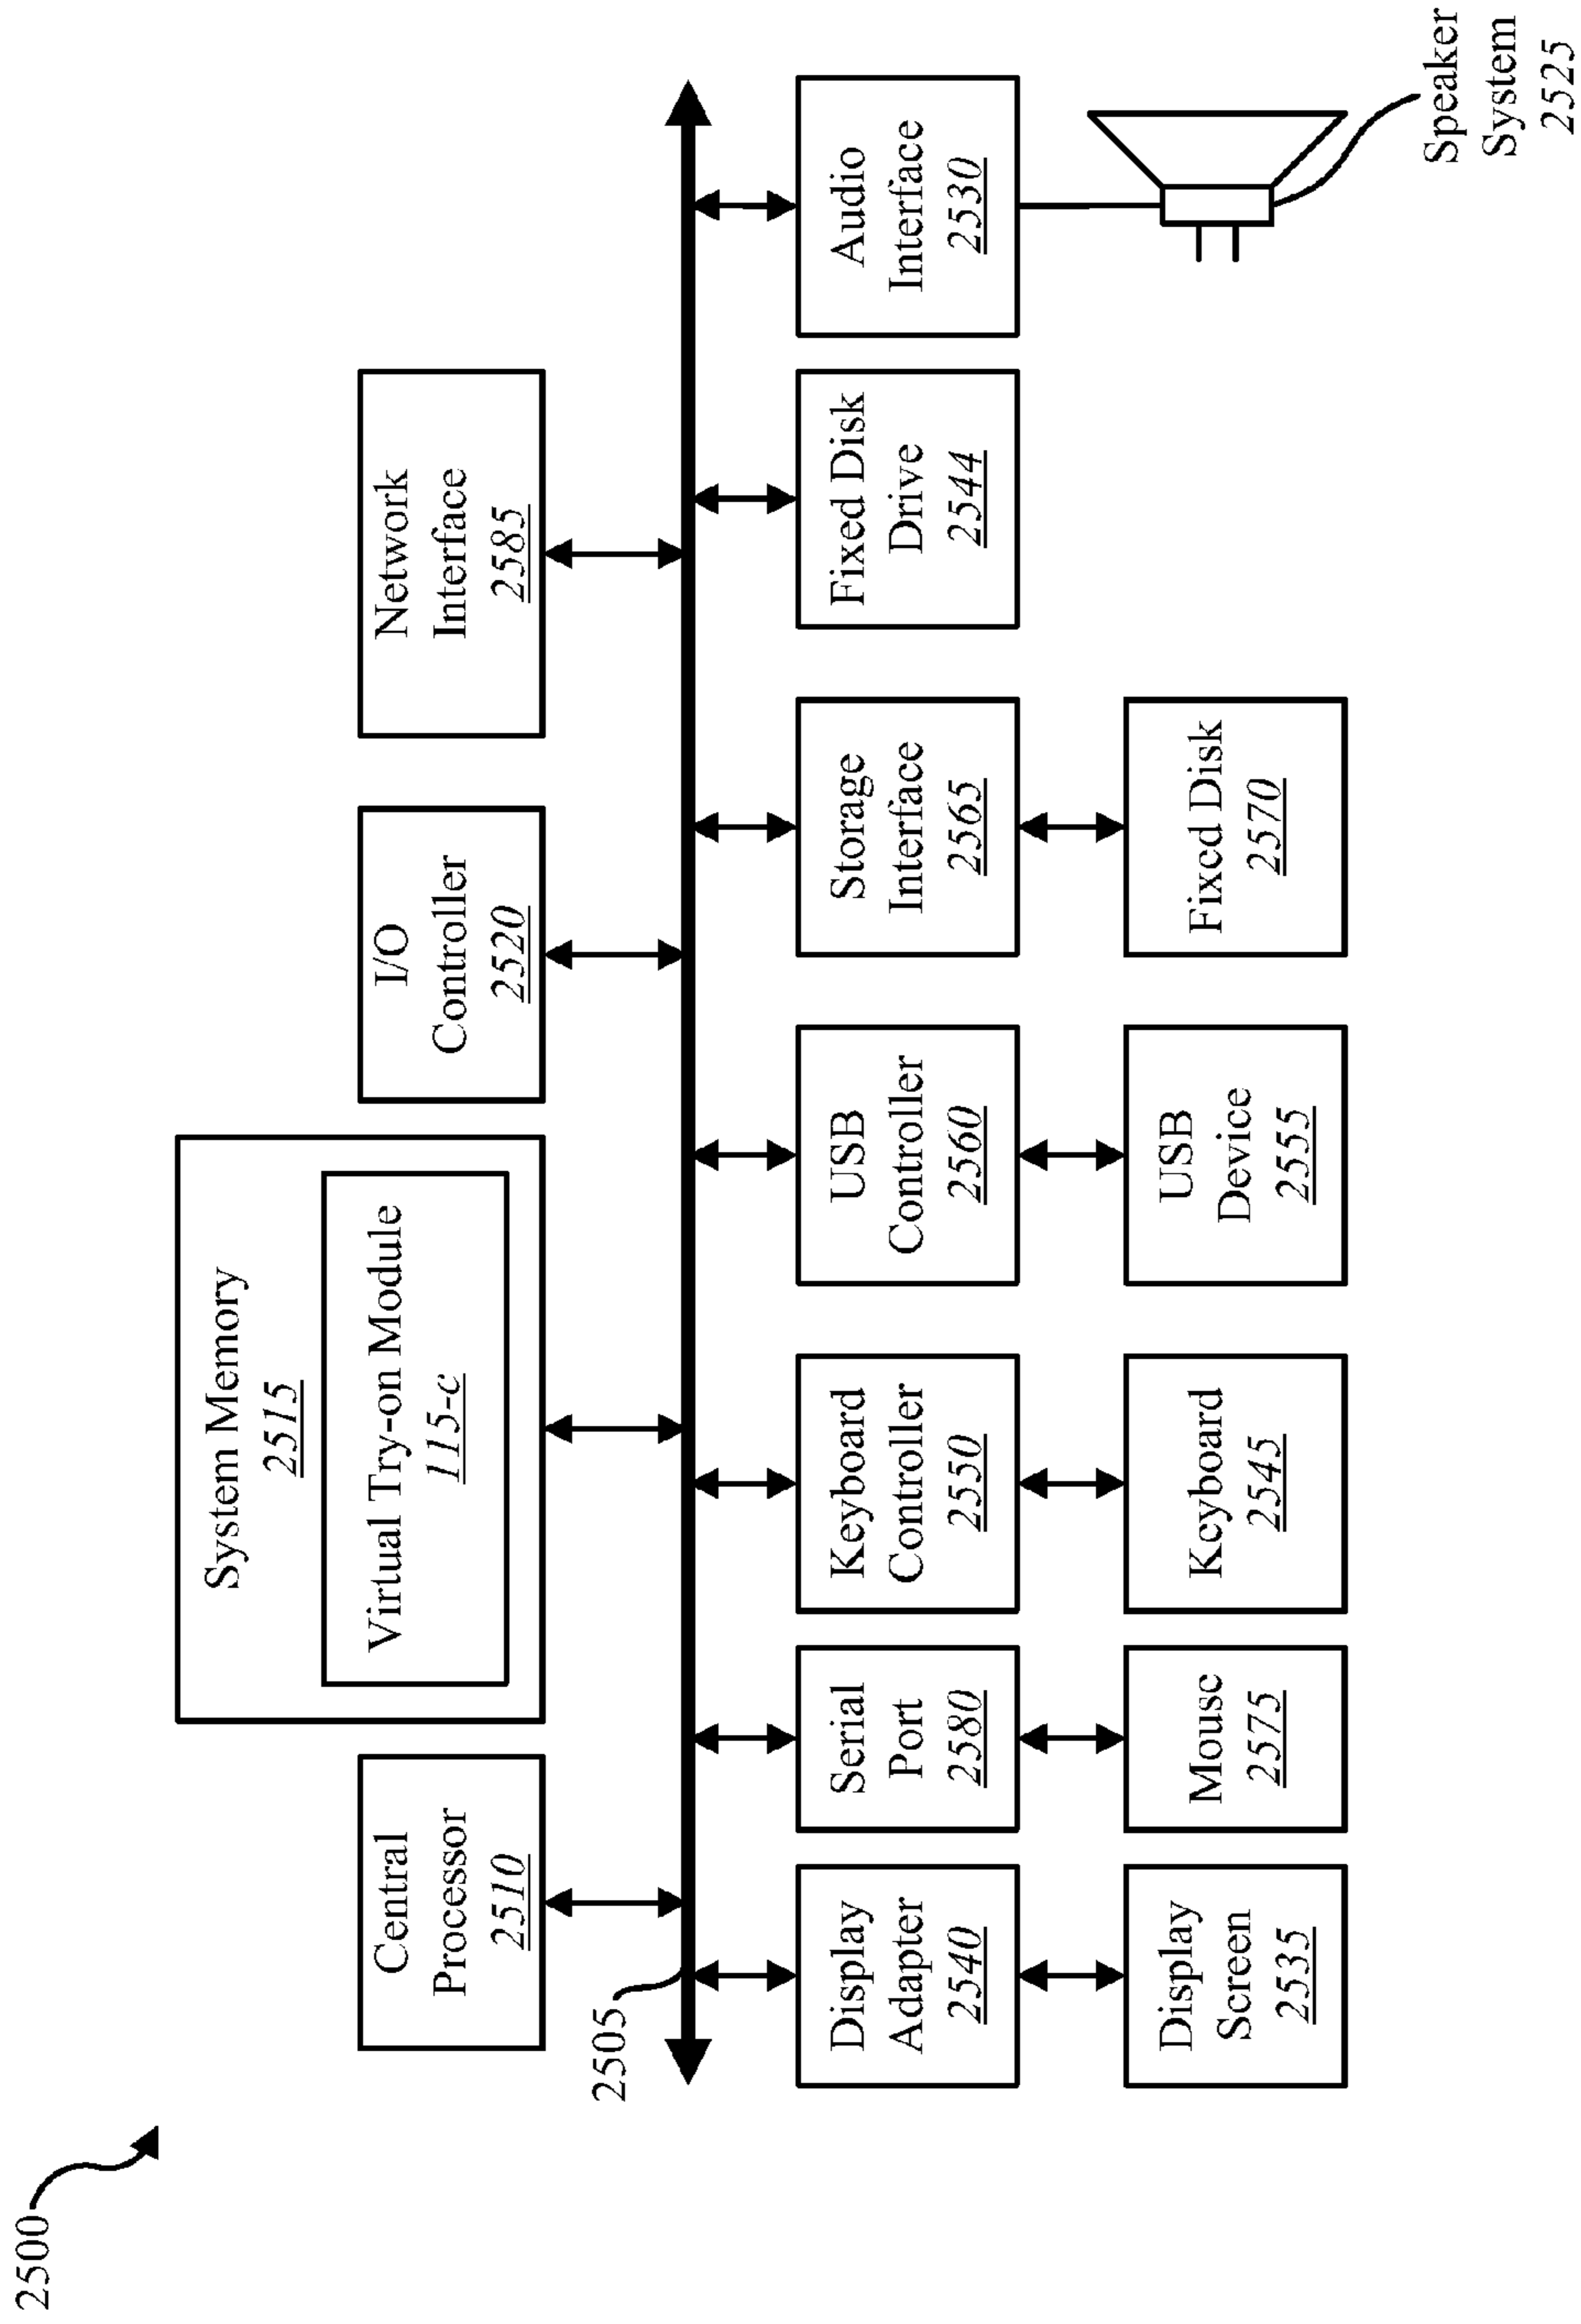 2500
System Memory
2515
Central
Processor
2510
Virtual Try-on Module
115-c
I/O
Controller
2520
Network
Interface
2585
2505
Display
Adapter
2540
Serial
Port
2580
Keyboard
Controller
2550
USB
Controller
2560
Storage
Interface
2565
Fixed Disk
Drive
2544
Audio
Interface
2530
Display
Screen
2535
Mouse
2575
Keyboard
2545
USB
Device
2555
Fixed Disk
2570
Speaker
System
2525